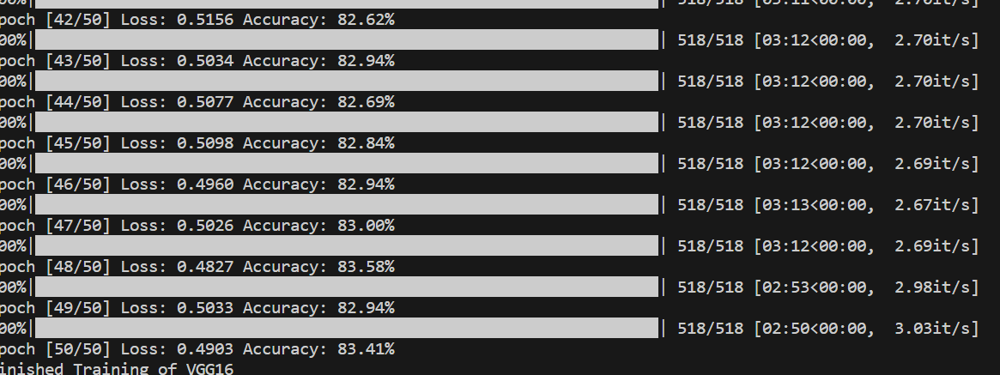 518/518 [03:11<00:00, 2.70it/s]
poch [42/50] Loss: 0.5156 Accuracy: 82.62%
00%| | 518/518 [03:12<00:00, 2.70it/s]
poch [43/50] Loss: 0.5034 Accuracy: 82.94%
00%| | 518/518 [03:12<00:00, 2.70it/s]
poch [44/50] Loss: 0.5077 Accuracy: 82.69%
00%| | 518/518 [03:12<00:00, 2.70it/s]
poch [45/50] Loss: 0.5098 Accuracy: 82.84%
00%| | 518/518 [03:12<00:00, 2.69it/s]
poch [46/50] Loss: 0.4960 Accuracy: 82.94%
00%| | 518/518 [03:13<00:00, 2.67it/s]
poch [47/50] Loss: 0.5026 Accuracy: 83.00%
00%| | 518/518 [03:12<00:00, 2.69it/s]
poch [48/50] Loss: 0.4827 Accuracy: 83.58%
00%| | 518/518 [02:53<00:00, 2.98it/s]
poch [49/50] Loss: 0.5033 Accuracy: 82.94%
00%| | 518/518 [02:50<00:00, 3.03it/s]
poch [50/50] Loss: 0.4903 Accuracy: 83.41%
inished Training of VGG16